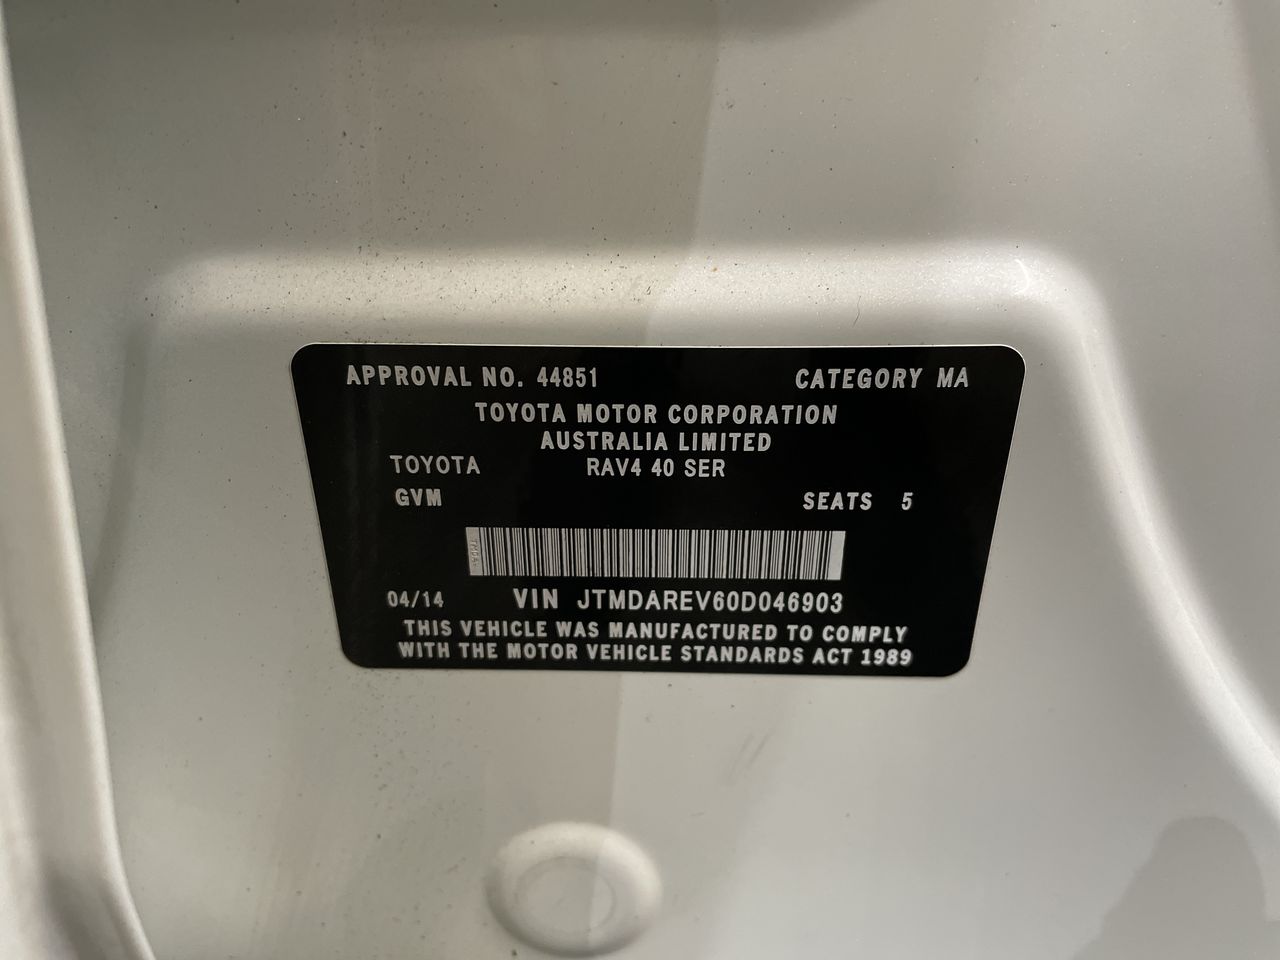 APPROVAL NO. 44851 CATEGORY MA
TOYOTA MOTOR CORPORATION
AUSTRALIA LIMITED
TOYOTA RAV4 40 SER
GVM SEATS 5
04/14 VIN JTMDAREV60D046903
THIS VEHICLE WAS MANUFACTURED TO COMPLY
WITH THE MOTOR VEHICLE STANDARDS ACT 1989